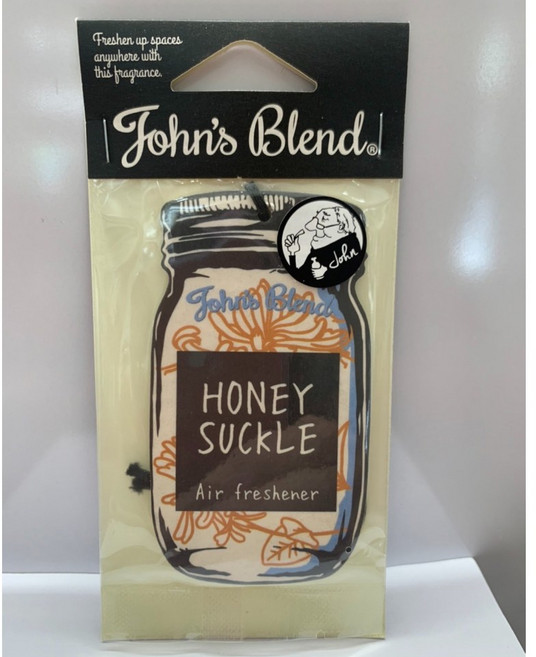 Freshen up spaces
anywhere with
this fragrance.
John's Blend®
John
John's Blend
HONEY
SUCKLE
Air freshener